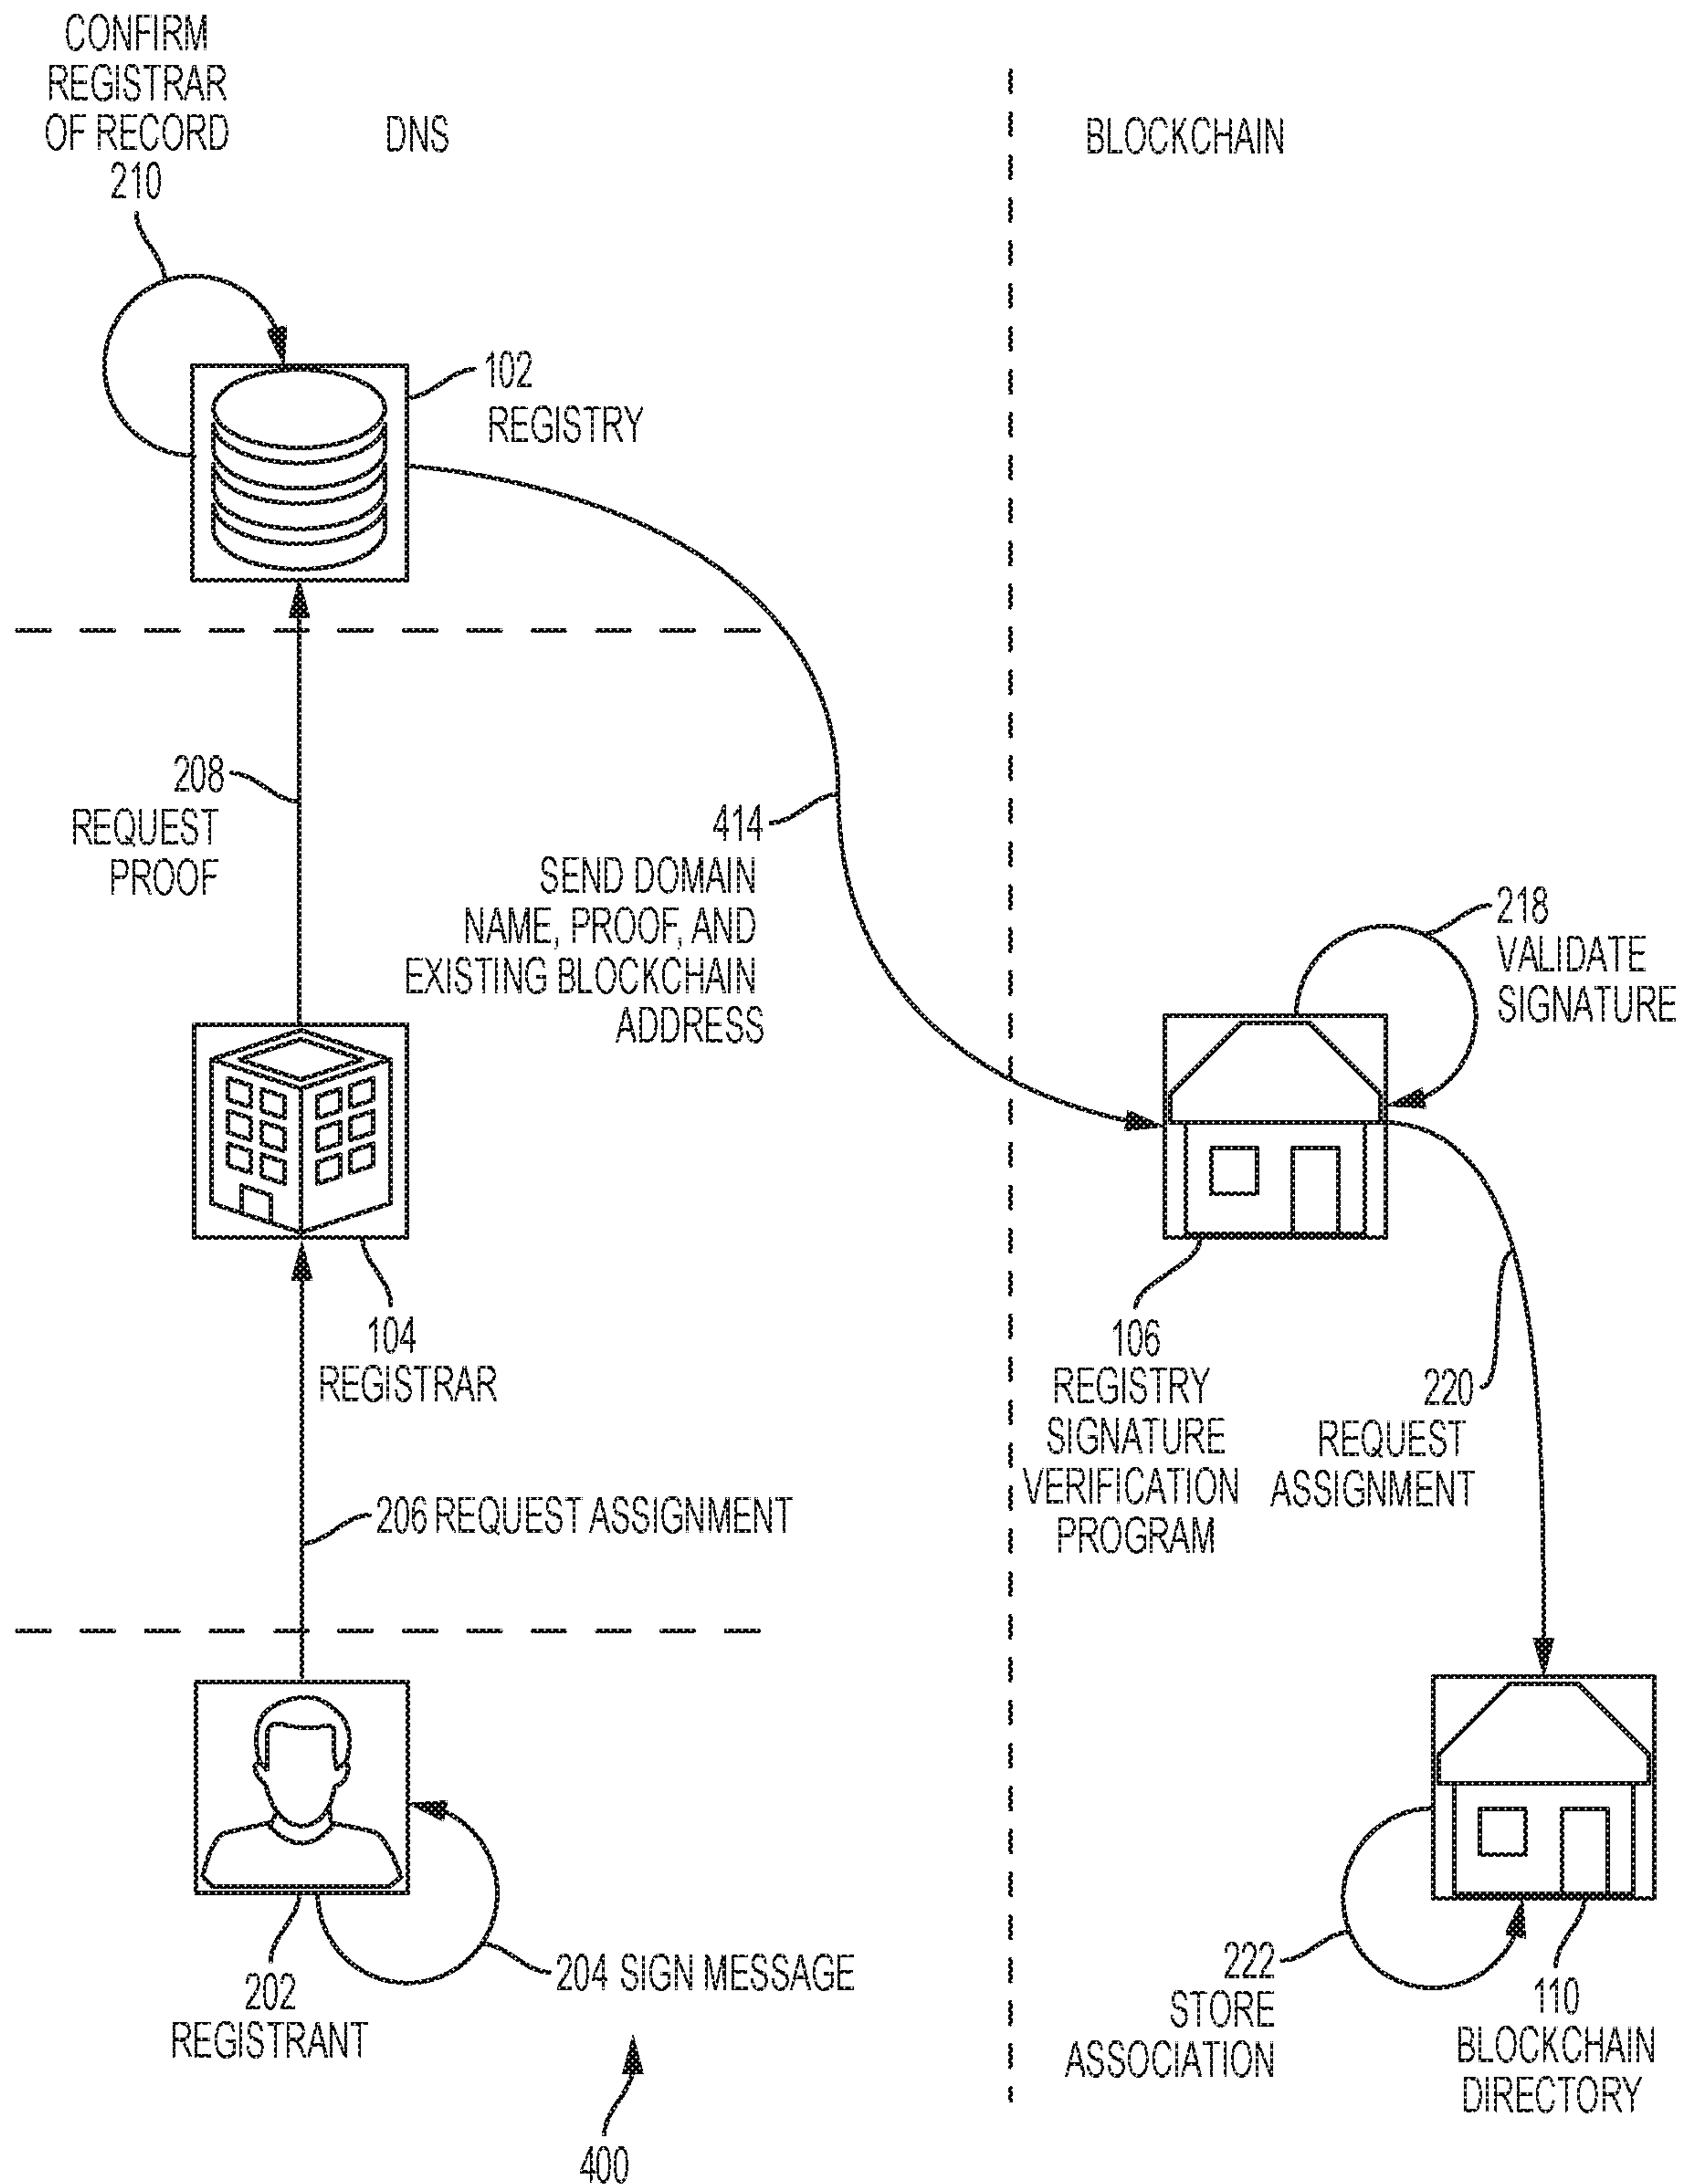 CONFIRM
REGISTRAR
OF RECORD
210
DNS
BLOCKCHAIN
102
REGISTRY
208
REQUEST
PROOF
414
SEND DOMAIN
NAME, PROOF, AND
EXISTING BLOCKCHAIN
ADDRESS
218
VALIDATE
SIGNATURE
104
REGISTRAR
106
REGISTRY
SIGNATURE
VERIFICATION
PROGRAM
220
REQUEST
ASSIGNMENT
206 REQUEST ASSIGNMENT
204 SIGN MESSAGE
202
REGISTRANT
222
STORE
ASSOCIATION
110
BLOCKCHAIN
DIRECTORY
400